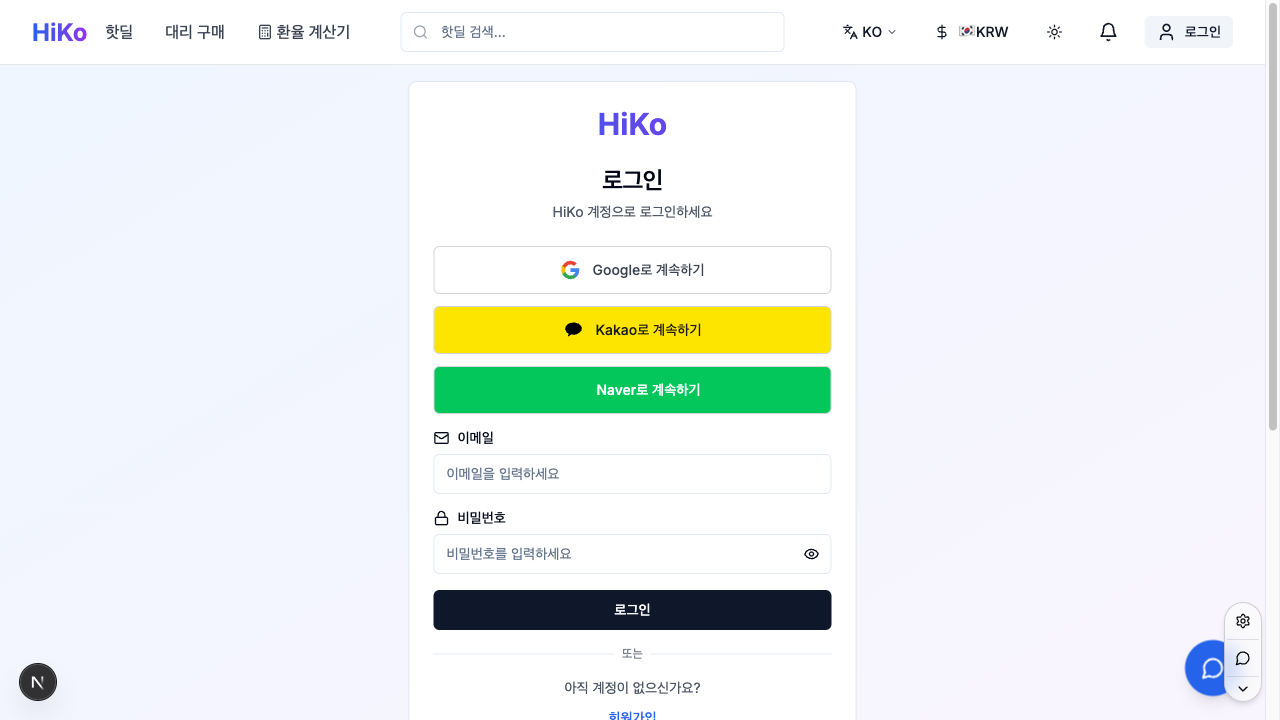 HiKo 핫딜 대리 구매 환율 계산기 핫딜 검색... KO KRW 로그인
HiKo
로그인
HiKo 계정으로 로그인하세요
Google로 계속하기
Kakao로 계속하기
Naver로 계속하기
이메일
이메일을 입력하세요
비밀번호
비밀번호를 입력하세요
로그인
또는
아직 계정이 없으신가요?
회원가입
N